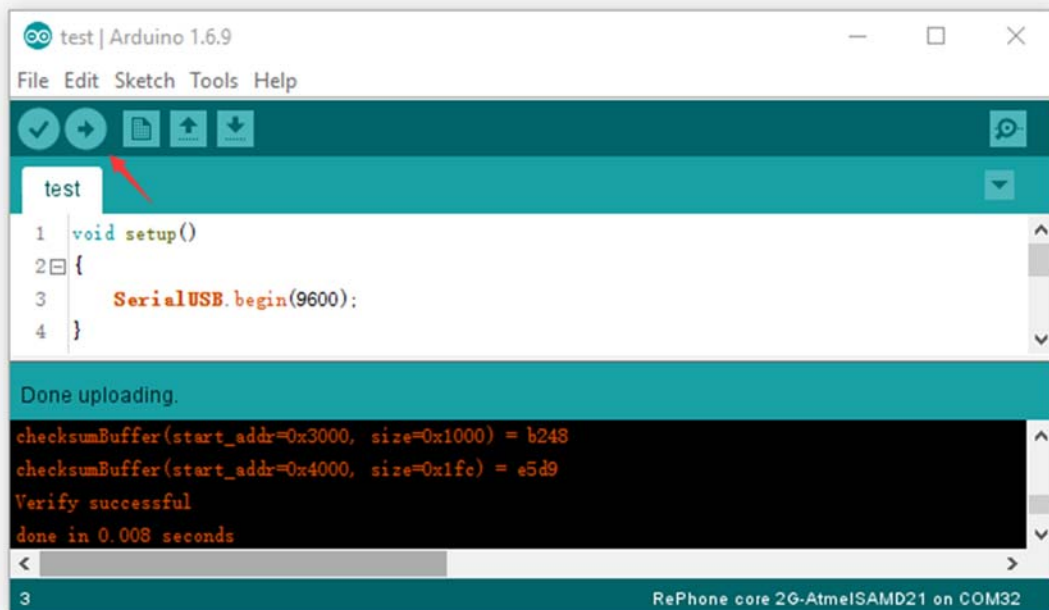 test | Arduino 1.6.9
File Edit Sketch Tools Help
test
1 void setup()
2 {
3 SerialUSB.begin(9600);
4 }
Done uploading.
checksumBuffer(start_addr=0x3000, size=0x1000) = b248
checksumBuffer(start_addr=0x4000, size=0x1fc) = e5d9
Verify successful
done in 0.008 seconds
3 RePhone core 2G-AtmelSAMD21 on COM32